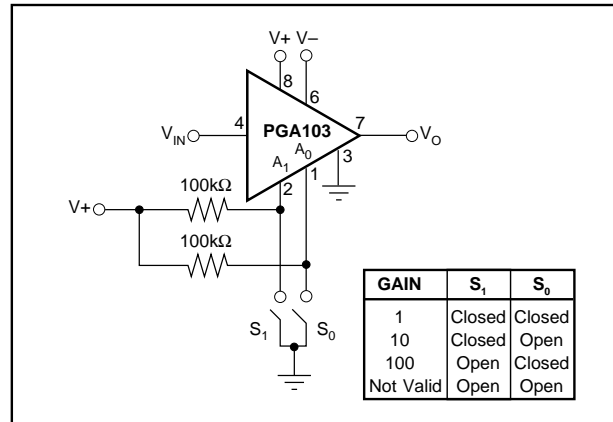 V+ V–
8
6
4
PGA103
7
V_IN
V_O
A_1
A_0
3
2
1
100kΩ
V+
100kΩ
S_1
S_0
GAIN S_1 S_0
1 Closed Closed
10 Closed Open
100 Open Closed
Not Valid Open Open